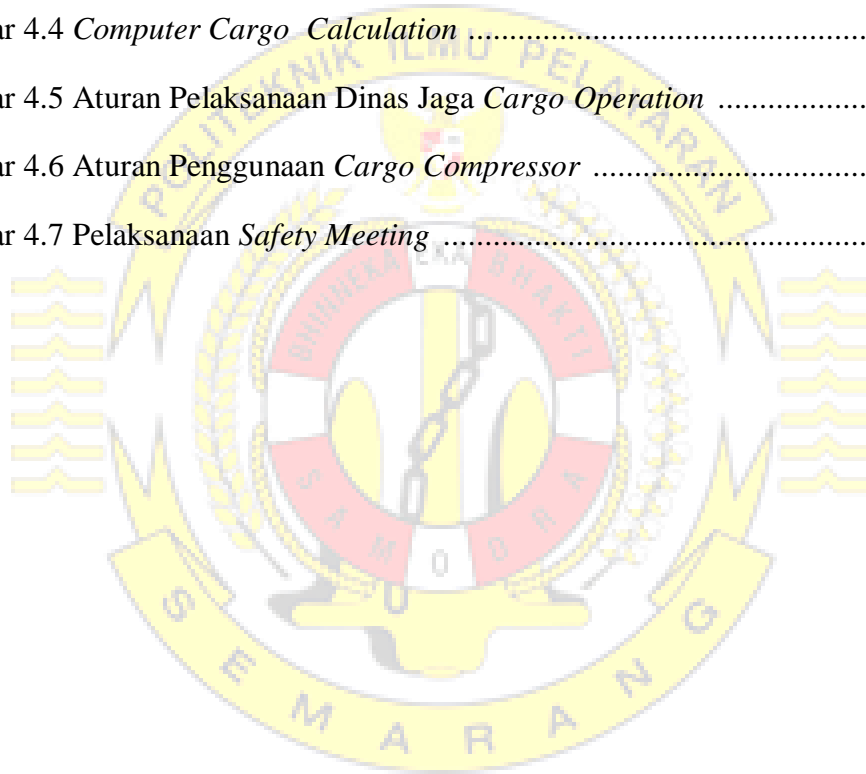 ar 4.4 Computer Cargo Calculation ................................................
ar 4.5 Aturan Pelaksanaan Dinas Jaga Cargo Operation ..................
ar 4.6 Aturan Penggunaan Cargo Compressor .................................
ar 4.7 Pelaksanaan Safety Meeting ....................................................
POLITEKNIK ILMU PELAYARAN
BHINNEKA EKA BHAKTI
SAMODRA
SEMARANG